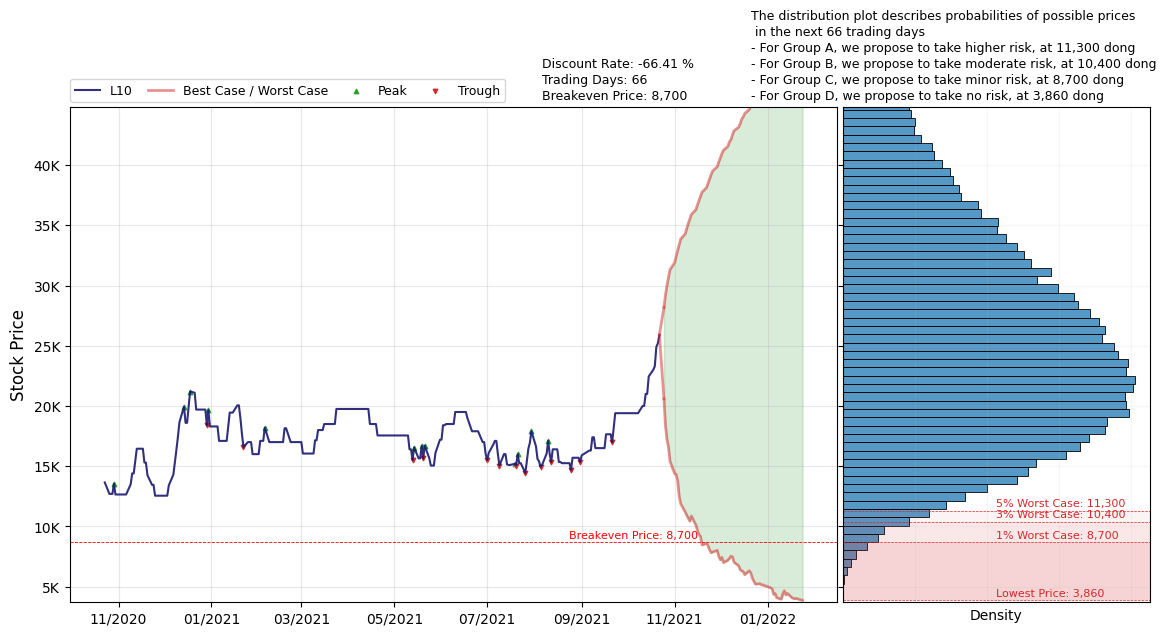 The distribution plot describes probabilities of possible prices
in the next 66 trading days
- For Group A, we propose to take higher risk, at 11,300 dong
- For Group B, we propose to take moderate risk, at 10,400 dong
- For Group C, we propose to take minor risk, at 8,700 dong
- For Group D, we propose to take no risk, at 3,860 dong
Discount Rate: -66.41 %
Trading Days: 66
Breakeven Price: 8,700
L10
Best Case / Worst Case
Peak
Trough
Stock Price
40K
35K
30K
25K
20K
15K
10K
5K
Breakeven Price: 8,700
5% Worst Case: 11,300
3% Worst Case: 10,400
1% Worst Case: 8,700
Lowest Price: 3,860
11/2020
01/2021
03/2021
05/2021
07/2021
09/2021
11/2021
01/2022
Density